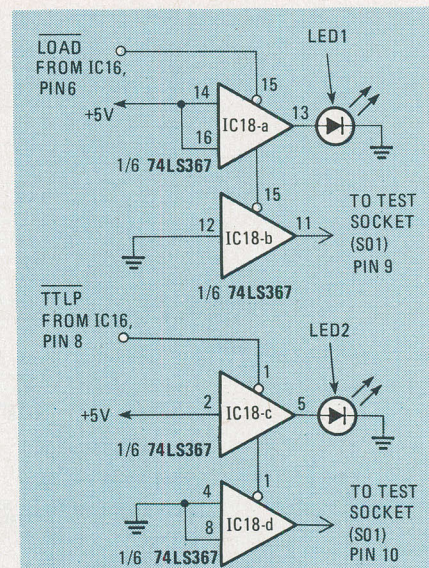 LOAD
FROM IC16,
PIN6
LED1
15
+5V
14
16
IC18-a
13
1/6 74LS367
15
12
IC18-b
11
TO TEST
SOCKET
(S01)
PIN 9
1/6 74LS367
TTLP
FROM IC16,
PIN 8
LED2
1
+5V
2
IC18-c
5
1/6 74LS367
1
4
8
IC18-d
TO TEST
SOCKET
(S01)
PIN 10
1/6 74LS367